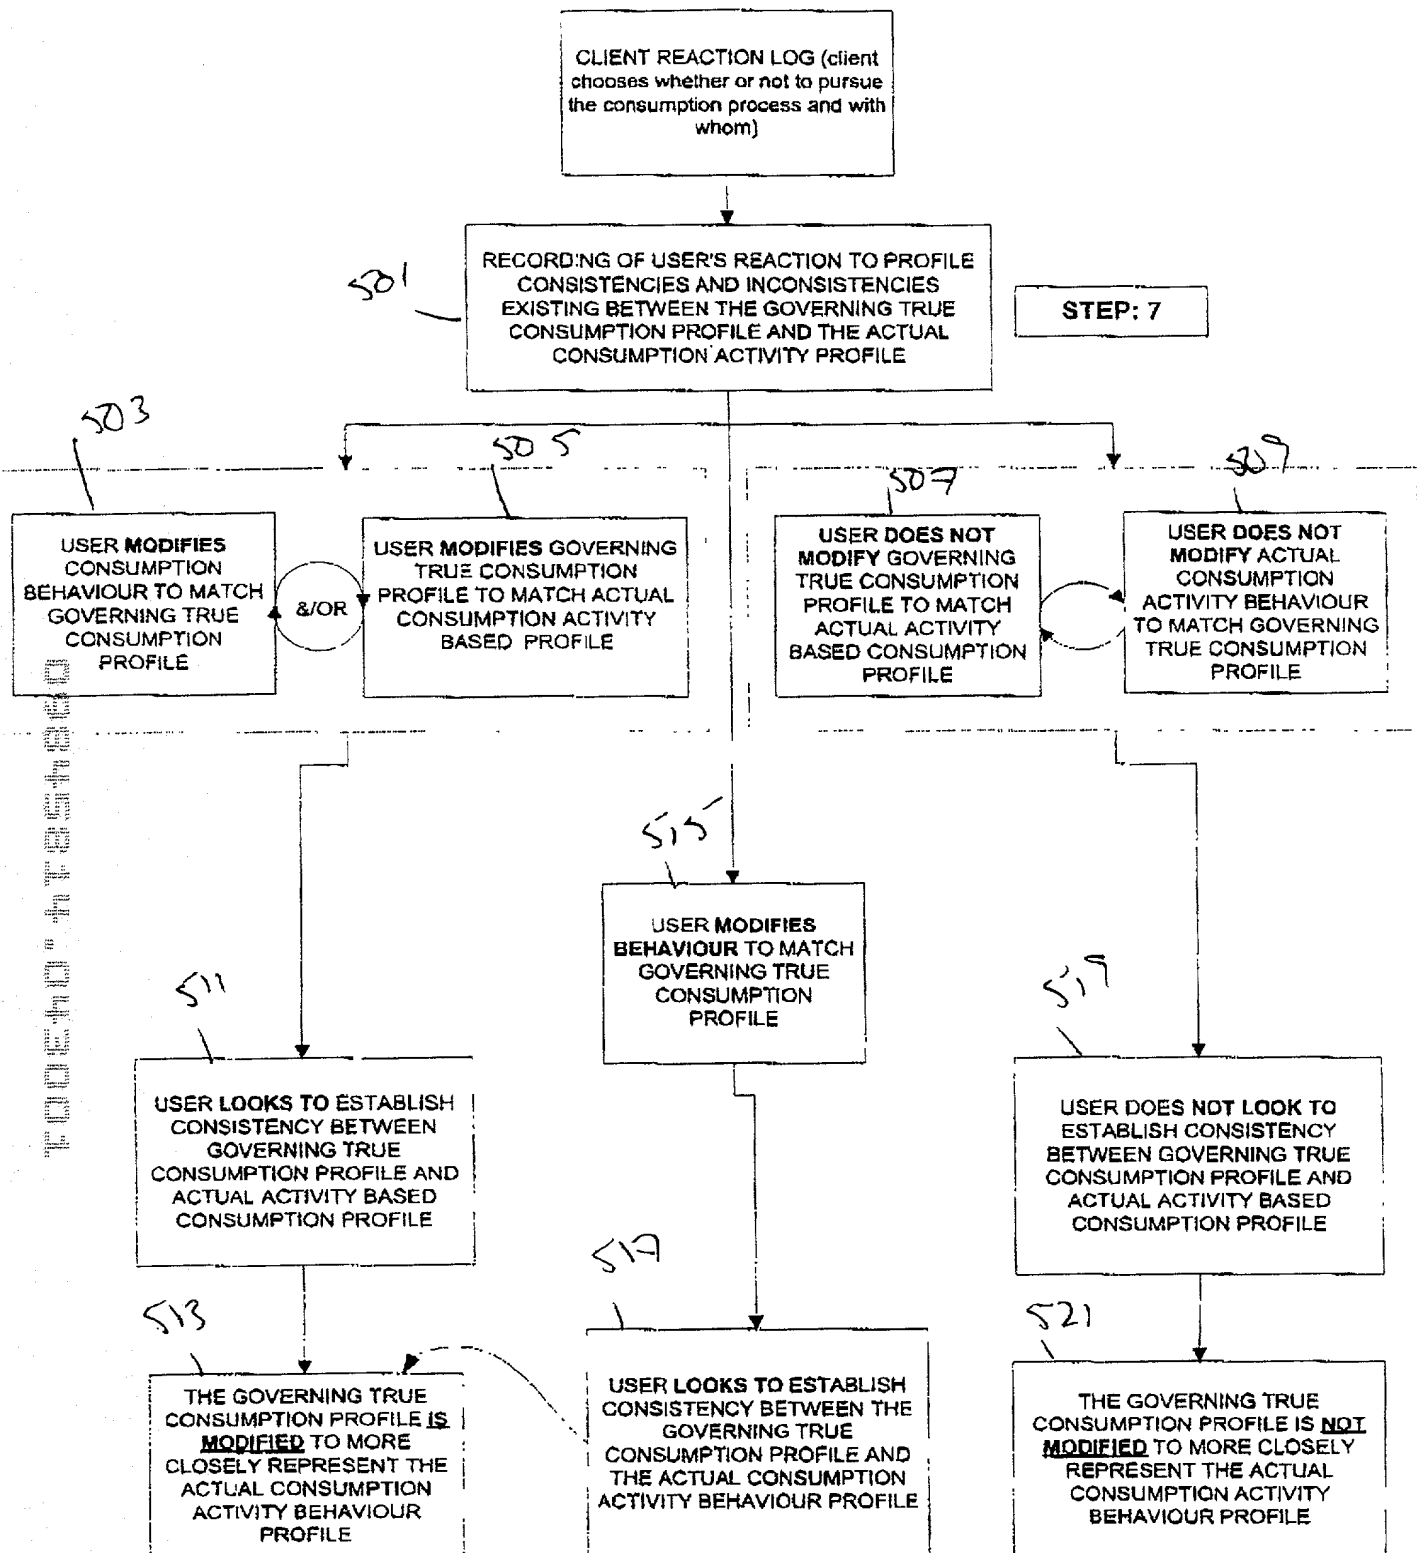 CLIENT REACTION LOG (client
chooses whether or not to pursue
the consumption process and with
whom)
501
RECORDING OF USER'S REACTION TO PROFILE
CONSISTENCIES AND INCONSISTENCIES
EXISTING BETWEEN THE GOVERNING TRUE
CONSUMPTION PROFILE AND THE ACTUAL
CONSUMPTION ACTIVITY PROFILE
STEP: 7
503
USER MODIFIES
CONSUMPTION
BEHAVIOUR TO MATCH
GOVERNING TRUE
CONSUMPTION
PROFILE
&/OR
505
USER MODIFIES GOVERNING
TRUE CONSUMPTION
PROFILE TO MATCH ACTUAL
CONSUMPTION ACTIVITY
BASED PROFILE
507
USER DOES NOT
MODIFY GOVERNING
TRUE CONSUMPTION
PROFILE TO MATCH
ACTUAL ACTIVITY
BASED CONSUMPTION
PROFILE
509
USER DOES NOT
MODIFY ACTUAL
CONSUMPTION
ACTIVITY BEHAVIOUR
TO MATCH GOVERNING
TRUE CONSUMPTION
PROFILE
515
USER MODIFIES
BEHAVIOUR TO MATCH
GOVERNING TRUE
CONSUMPTION
PROFILE
511
USER LOOKS TO ESTABLISH
CONSISTENCY BETWEEN
GOVERNING TRUE
CONSUMPTION PROFILE AND
ACTUAL ACTIVITY BASED
CONSUMPTION PROFILE
519
USER DOES NOT LOOK TO
ESTABLISH CONSISTENCY
BETWEEN GOVERNING TRUE
CONSUMPTION PROFILE AND
ACTUAL ACTIVITY BASED
CONSUMPTION PROFILE
513
THE GOVERNING TRUE
CONSUMPTION PROFILE IS
MODIFIED TO MORE
CLOSELY REPRESENT THE
ACTUAL CONSUMPTION
ACTIVITY BEHAVIOUR
PROFILE
517
USER LOOKS TO ESTABLISH
CONSISTENCY BETWEEN THE
GOVERNING TRUE
CONSUMPTION PROFILE AND
THE ACTUAL CONSUMPTION
ACTIVITY BEHAVIOUR PROFILE
521
THE GOVERNING TRUE
CONSUMPTION PROFILE IS NOT
MODIFIED TO MORE CLOSELY
REPRESENT THE ACTUAL
CONSUMPTION ACTIVITY
BEHAVIOUR PROFILE